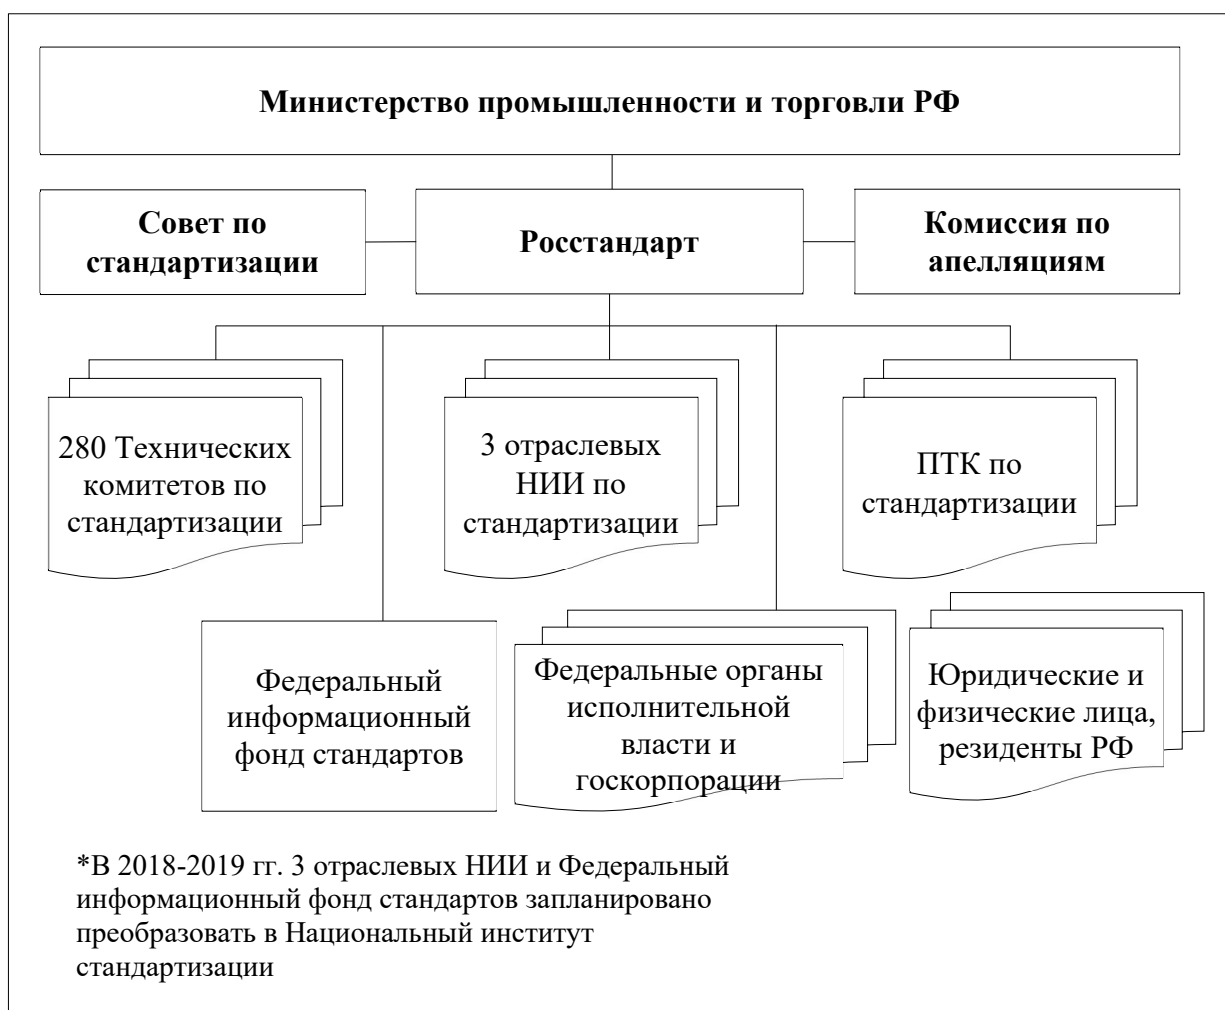 Министерство промышленности и торговли РФ
Совет по
стандартизации
Росстандарт
Комиссия по
апелляциям
280 Технических
комитетов по
стандартизации
3 отраслевых
НИИ по
стандартизации
ПТК по
стандартизации
Федеральный
информационный
фонд стандартов
Федеральные органы
исполнительной
власти и
госкорпорации
Юридические и
физические лица,
резиденты РФ
*В 2018-2019 гг. 3 отраслевых НИИ и Федеральный
информационный фонд стандартов запланировано
преобразовать в Национальный институт
стандартизации